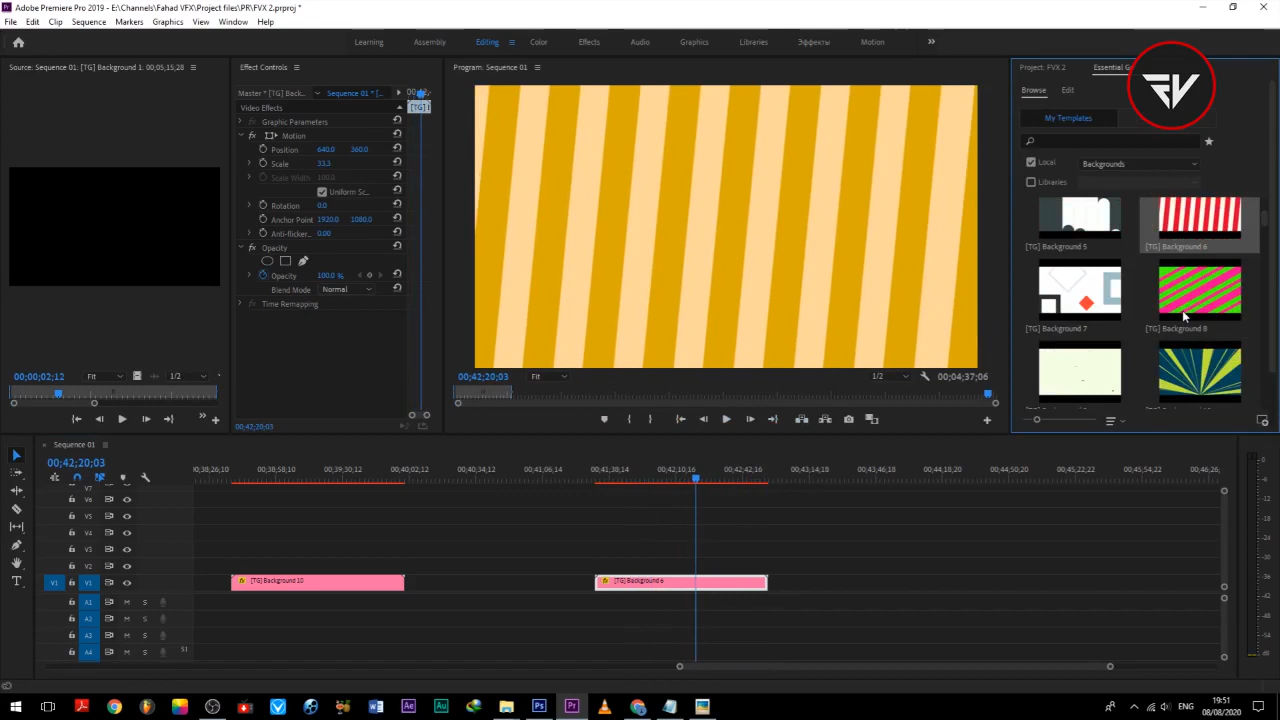 Adobe Premiere Pro 2019 - E:\Channels\Fahad VFX\Project files\PR\FVX 2.prproj *
File Edit Clip Sequence Markers Graphics View Window Help
Learning Assembly Editing Color Effects Audio Graphics Libraries Эффекты Motion
Source: Sequence 01: [TG] Background 1: 00;05;15;28
Effect Controls
Program: Sequence 01
Project: FVX 2
Essential G
FV
Master * [TG] Back... Sequence 01 * [...
Video Effects
Graphic Parameters
Motion
Position 640.0 360.0
Scale 33.3
Scale Width 100.0
Uniform Sc...
Rotation 0.0
Anchor Point 1920.0 1080.0
Anti-flicker... 0.00
Opacity
Opacity 100.0 %
Blend Mode Normal
Time Remapping
Browse Edit
My Templates
Local Backgrounds
Libraries
[TG] Background 5 [TG] Background 6
[TG] Background 7 [TG] Background 8
00;00;02;12 Fit 1/2
00;42;20;03
00;42;20;03 Fit 1/2 00;04;37;06
Sequence 01
00;42;20;03
00;38;26;10 00;38;58;10 00;39;30;12 00;40;02;12 00;40;34;12 00;41;06;14 00;41;38;14 00;42;10;16 00;42;42;16 00;43;14;18 00;43;46;18 00;44;18;20 00;44;50;20 00;45;22;22 00;45;54;22 00;46;26;
V6
V5
V4
V3
V2
V1 V1 [TG] Background 10 [TG] Background 6
A1 M S
A2 M S
A3 M S
A4 M S S1
ENG
19:51
08/08/2020